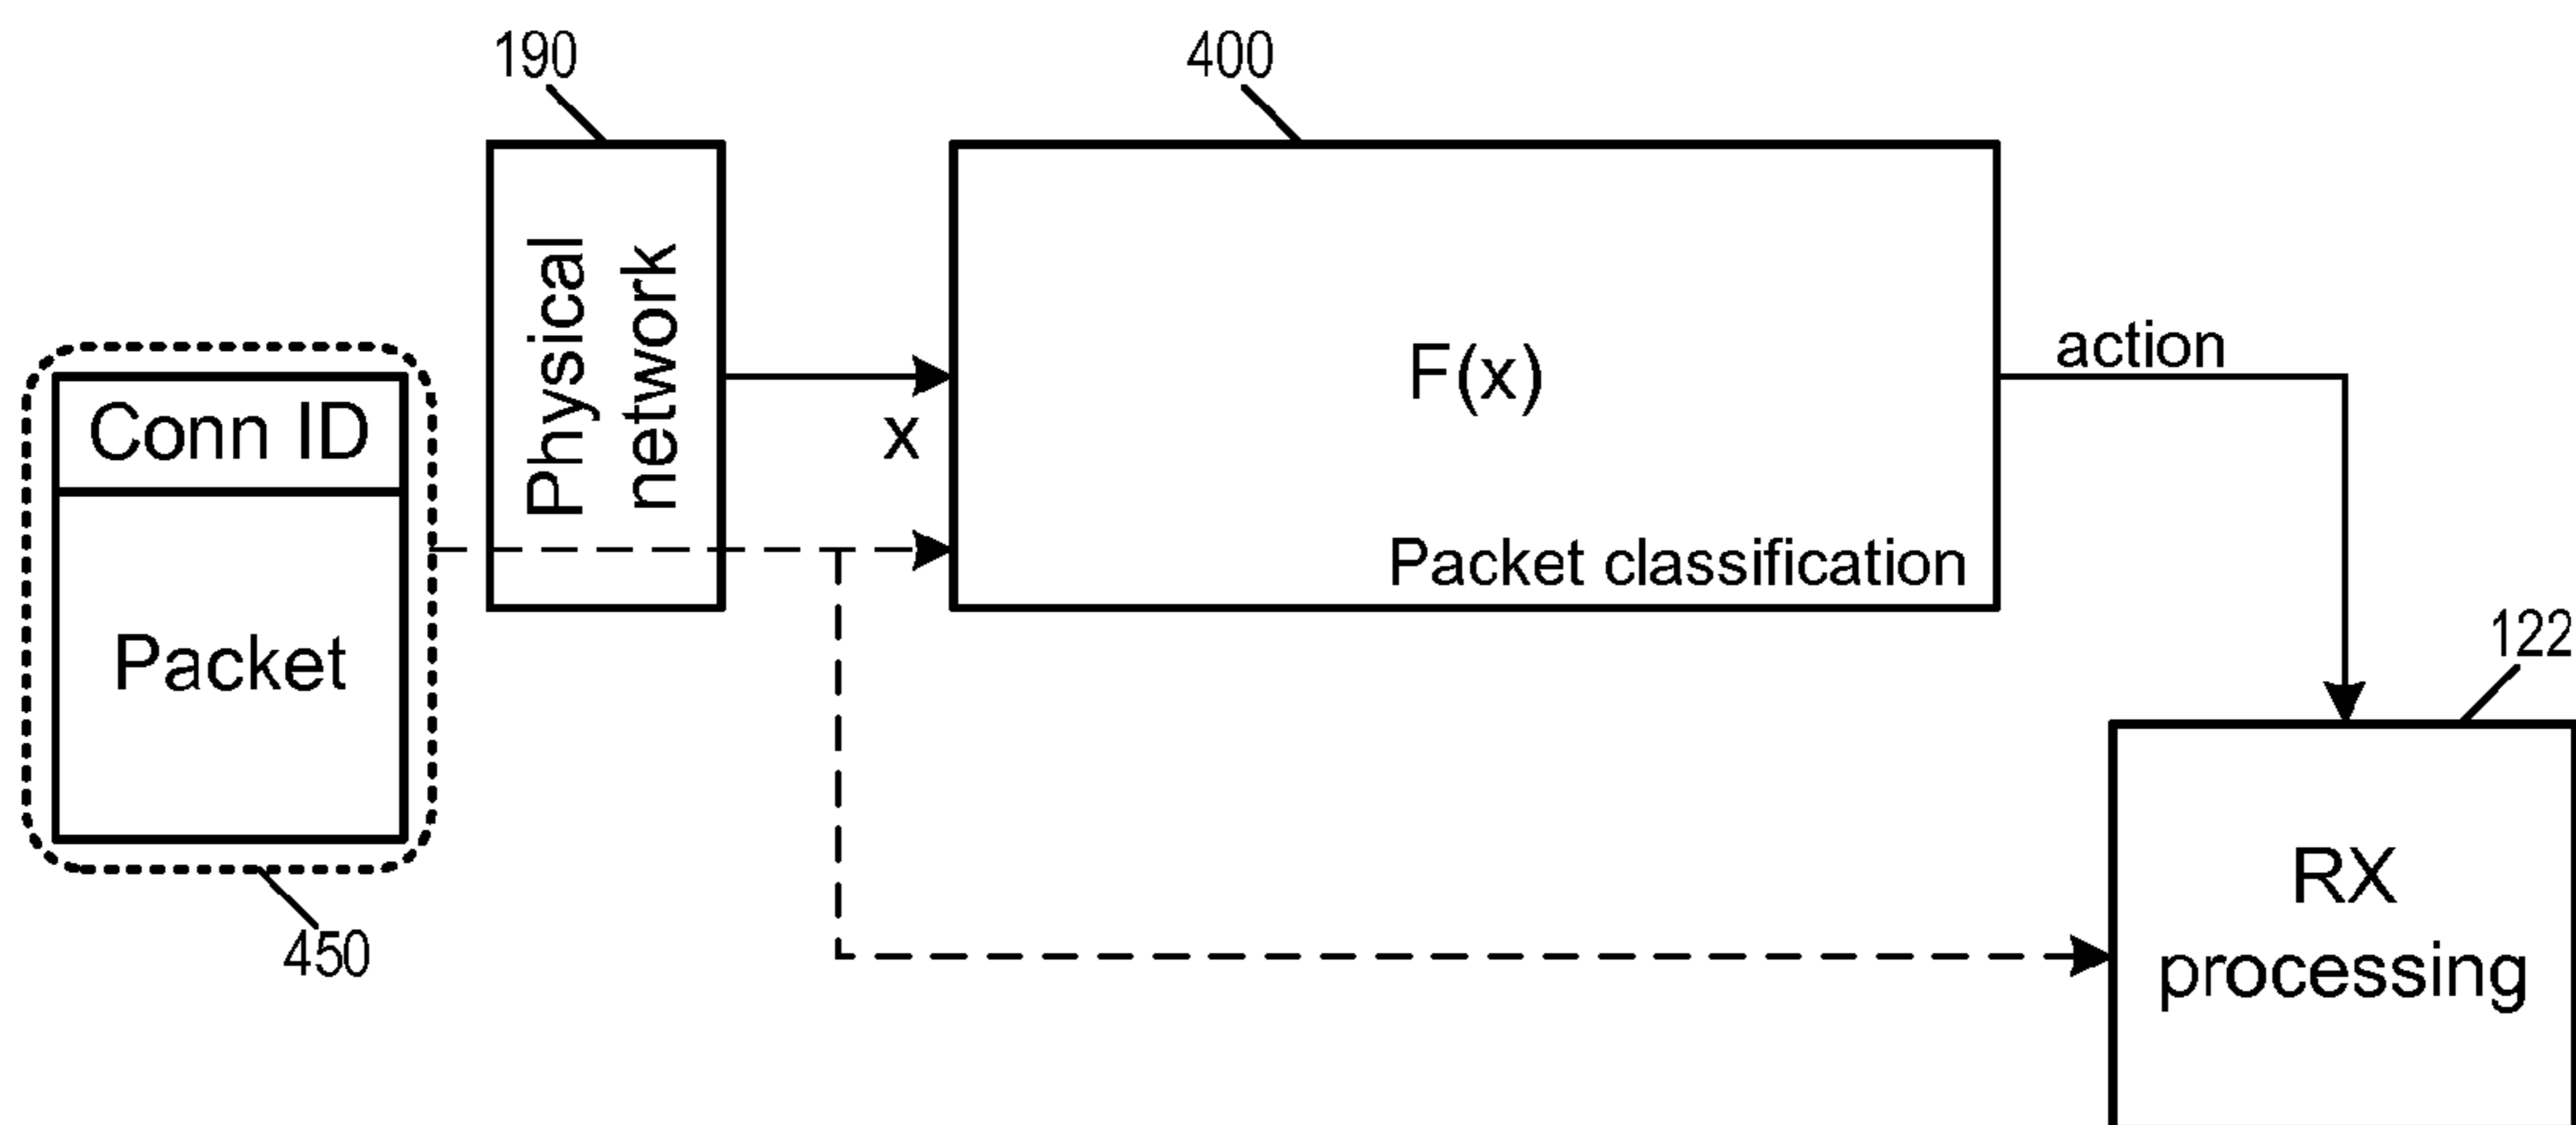 190
400
Physical
network
Conn ID
Packet
x
F(x)
Packet classification
action
122
RX
processing
450